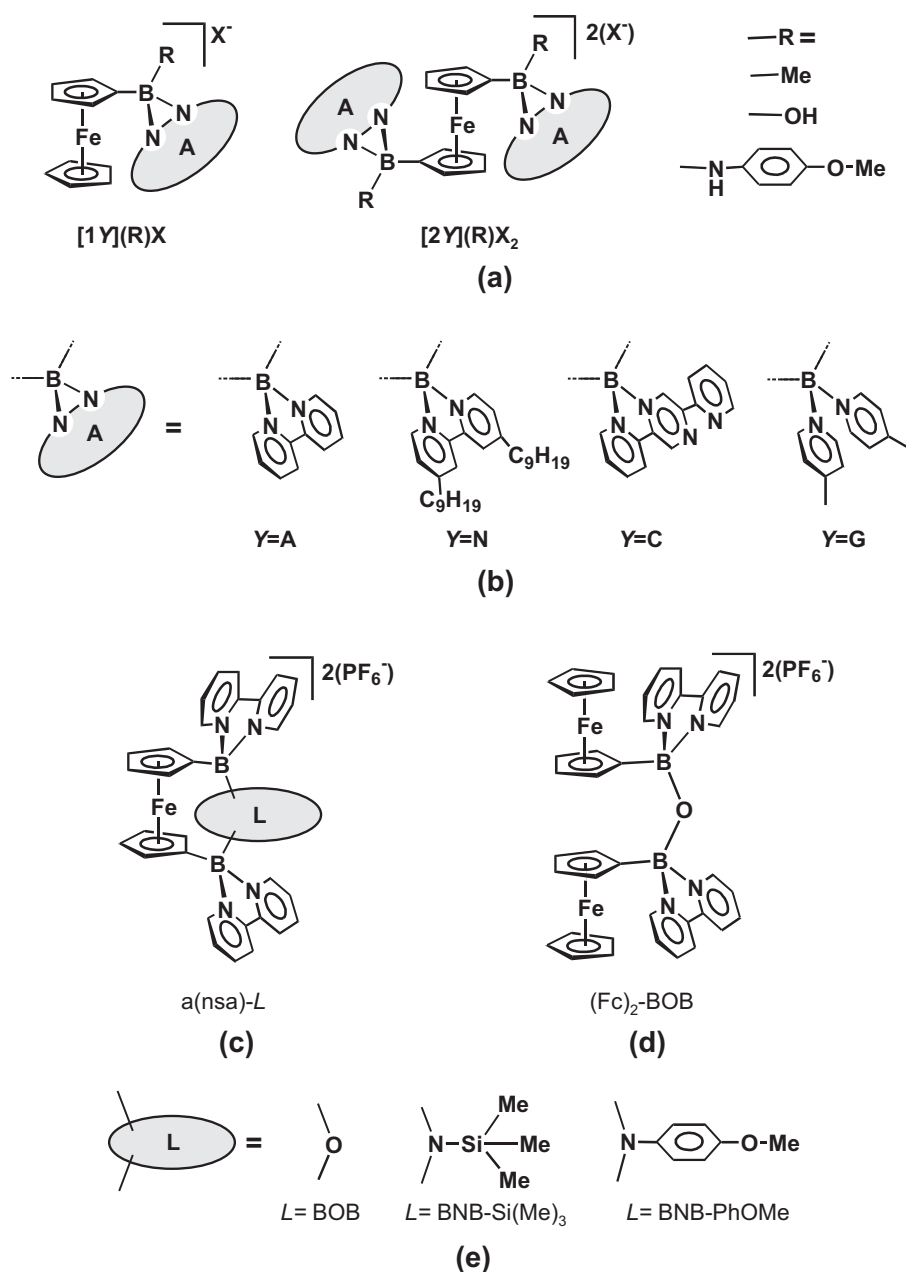 X⁻
R
B
N
N
A
Fe
[1Y](R)X
2(X⁻)
A
N
N
B
R
Fe
R
B
N
N
A
[2Y](R)X₂
R =
Me
OH
N
H
O-Me
(a)
B
N
N
A
=
B
N
N
Y=A
B
N
N
C₉H₁₉
C₉H₁₉
Y=N
B
N
N
N
N
Y=C
B
N
N
Y=G
(b)
2(PF₆⁻)
N
N
B
Fe
L
B
N
N
a(nsa)-L
(c)
2(PF₆⁻)
Fe
N
N
B
O
B
Fe
N
N
(Fc)₂-BOB
(d)
L
=
O
L= BOB
N-Si
Me
Me
Me
L= BNB-Si(Me)₃
N
O-Me
L= BNB-PhOMe
(e)